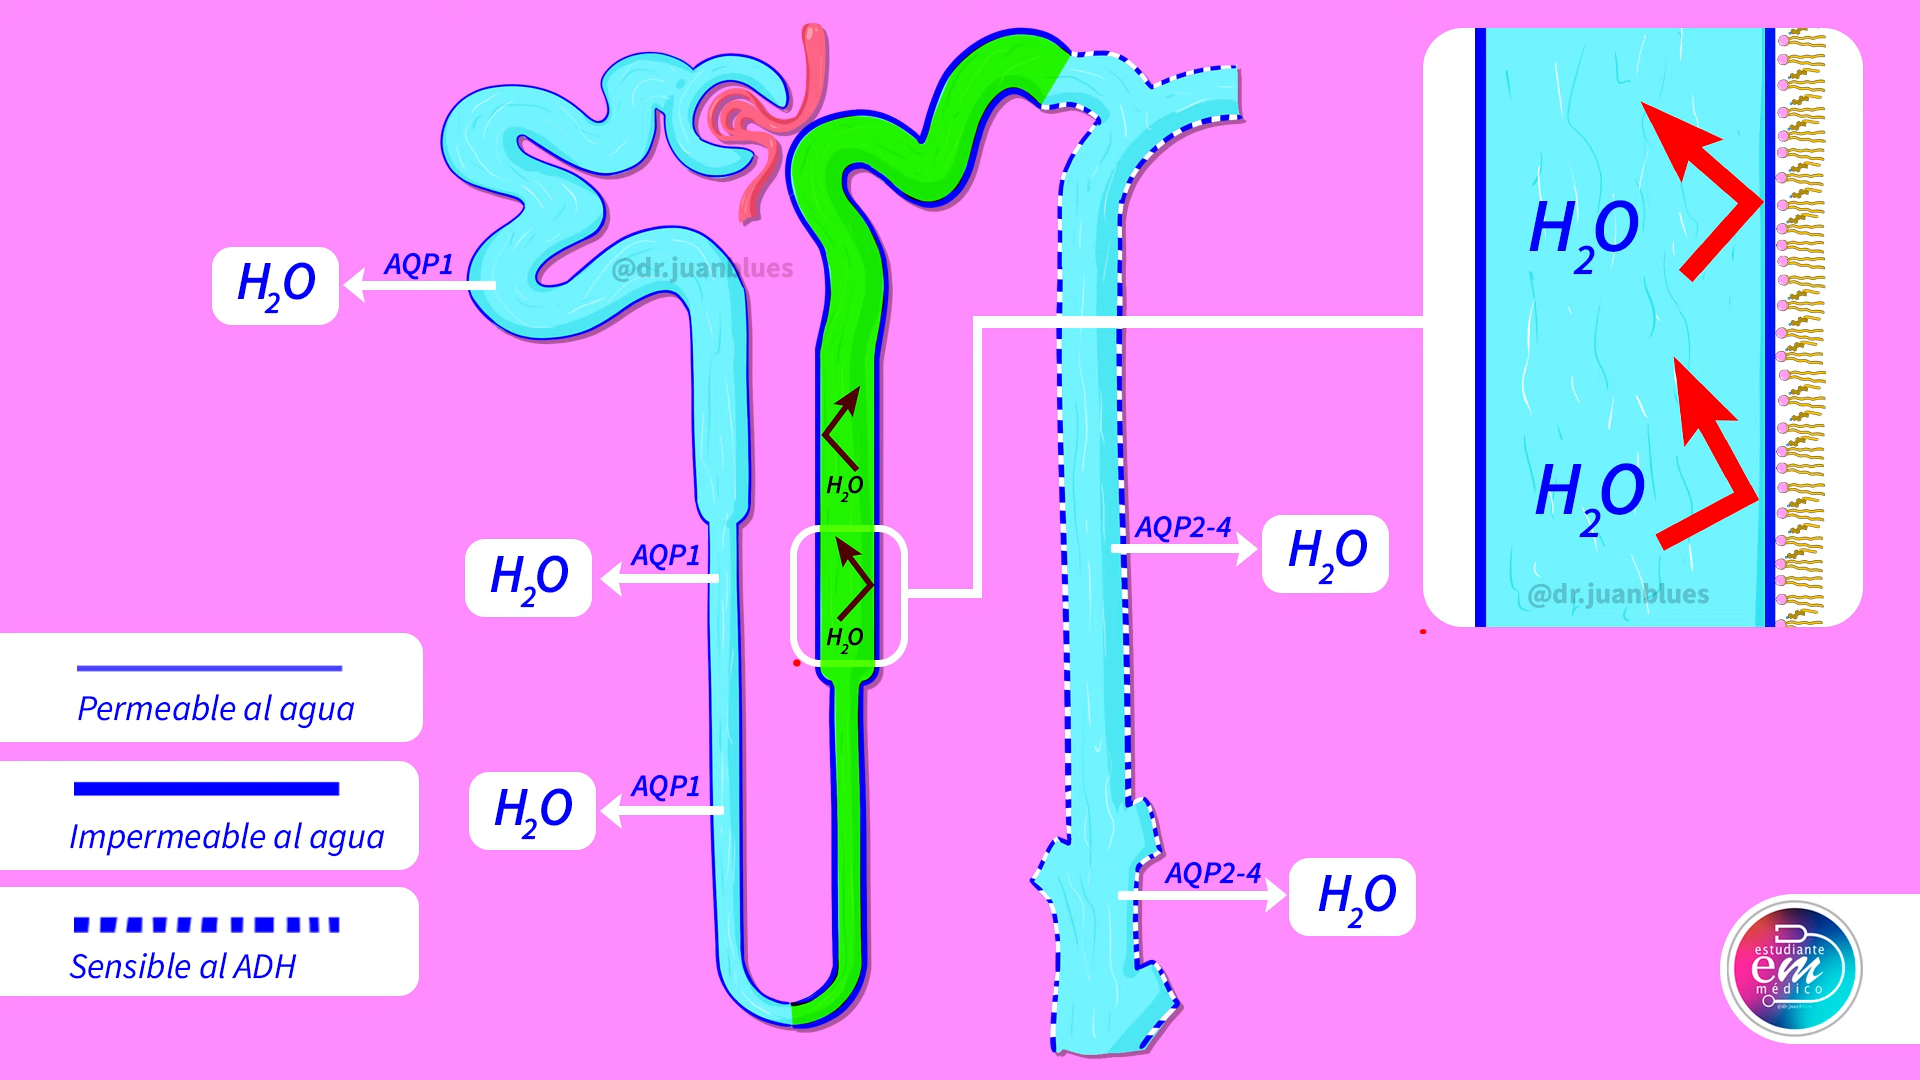 @dr.juanblues
AQP1
H2O
AQP1
H2O
AQP1
H2O
H2O
H2O
AQP2-4
H2O
AQP2-4
H2O
H2O
H2O
@dr.juanblues
Permeable al agua
Impermeable al agua
Sensible al ADH
estudiante
em
médico